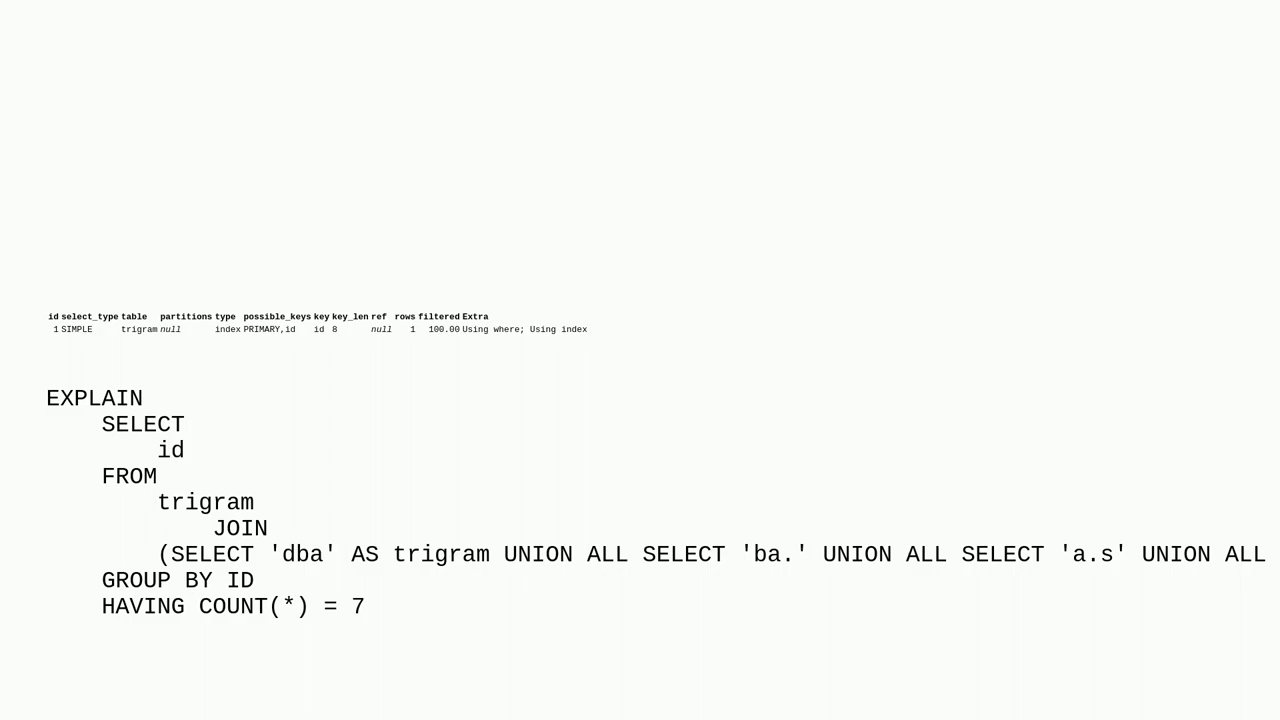 id select_type table partitions type possible_keys key key_len ref rows filtered Extra
1 SIMPLE trigram null index PRIMARY,id id 8 null 1 100.00 Using where; Using index
EXPLAIN
SELECT
id
FROM
trigram
JOIN
(SELECT 'dba' AS trigram UNION ALL SELECT 'ba.' UNION ALL SELECT 'a.s' UNION ALL
GROUP BY ID
HAVING COUNT(*) = 7